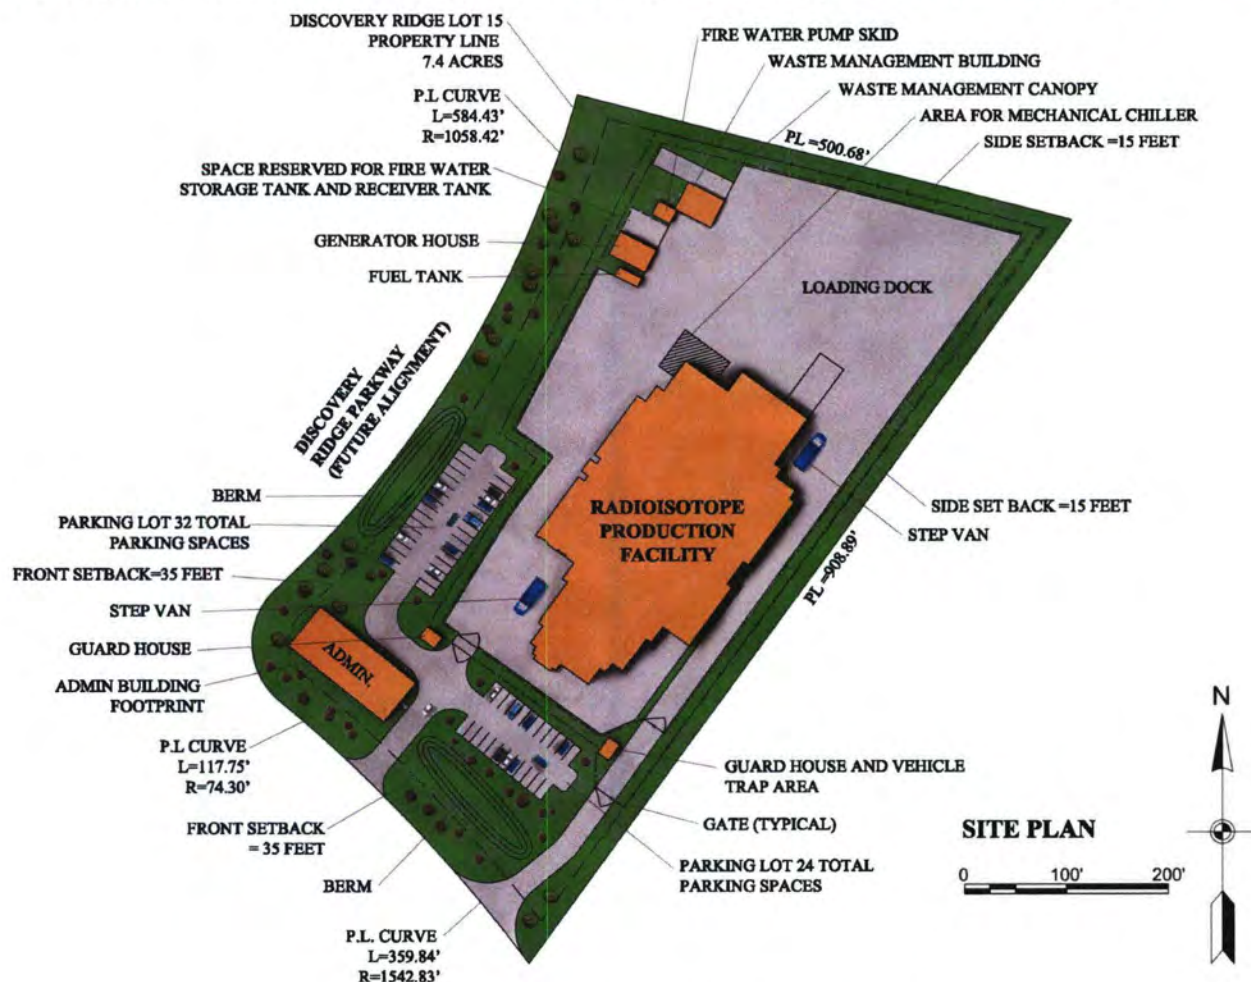 DISCOVERY RIDGE LOT 15
PROPERTY LINE
7.4 ACRES
P.L CURVE
L=584.43'
R=1058.42'
SPACE RESERVED FOR FIRE WATER
STORAGE TANK AND RECEIVER TANK
GENERATOR HOUSE
FUEL TANK
FIRE WATER PUMP SKID
WASTE MANAGEMENT BUILDING
WASTE MANAGEMENT CANOPY
AREA FOR MECHANICAL CHILLER
SIDE SETBACK =15 FEET
PL =500.68'
LOADING DOCK
DISCOVERY
RIDGE PARKWAY
(FUTURE ALIGNMENT)
BERM
PARKING LOT 32 TOTAL
PARKING SPACES
FRONT SETBACK=35 FEET
STEP VAN
GUARD HOUSE
ADMIN BUILDING
FOOTPRINT
P.L CURVE
L=117.75'
R=74.30'
FRONT SETBACK
= 35 FEET
BERM
P.L. CURVE
L=359.84'
R=1542.83'
RADIOISOTOPE
PRODUCTION
FACILITY
ADMIN.
SIDE SET BACK =15 FEET
STEP VAN
PL =908.89'
GUARD HOUSE AND VEHICLE
TRAP AREA
GATE (TYPICAL)
PARKING LOT 24 TOTAL
PARKING SPACES
SITE PLAN
0 100' 200'
N